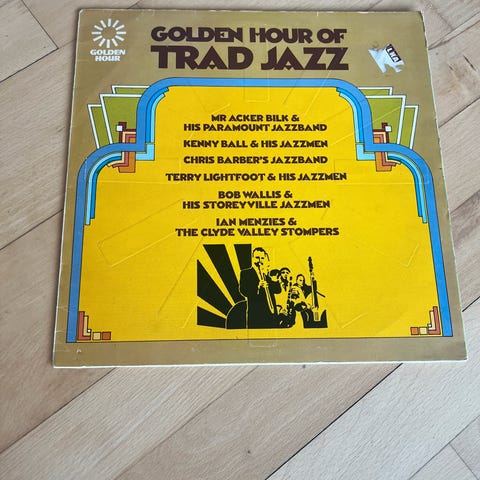 GOLDEN HOUR OF
TRAD JAZZ
GOLDEN
HOUR
MR ACKER BILK &
HIS PARAMOUNT JAZZBAND
KENNY BALL & HIS JAZZMEN
CHRIS BARBER'S JAZZBAND
TERRY LIGHTFOOT & HIS JAZZMEN
BOB WALLIS &
HIS STOREYVILLE JAZZMEN
IAN MENZIES &
THE CLYDE VALLEY STOMPERS